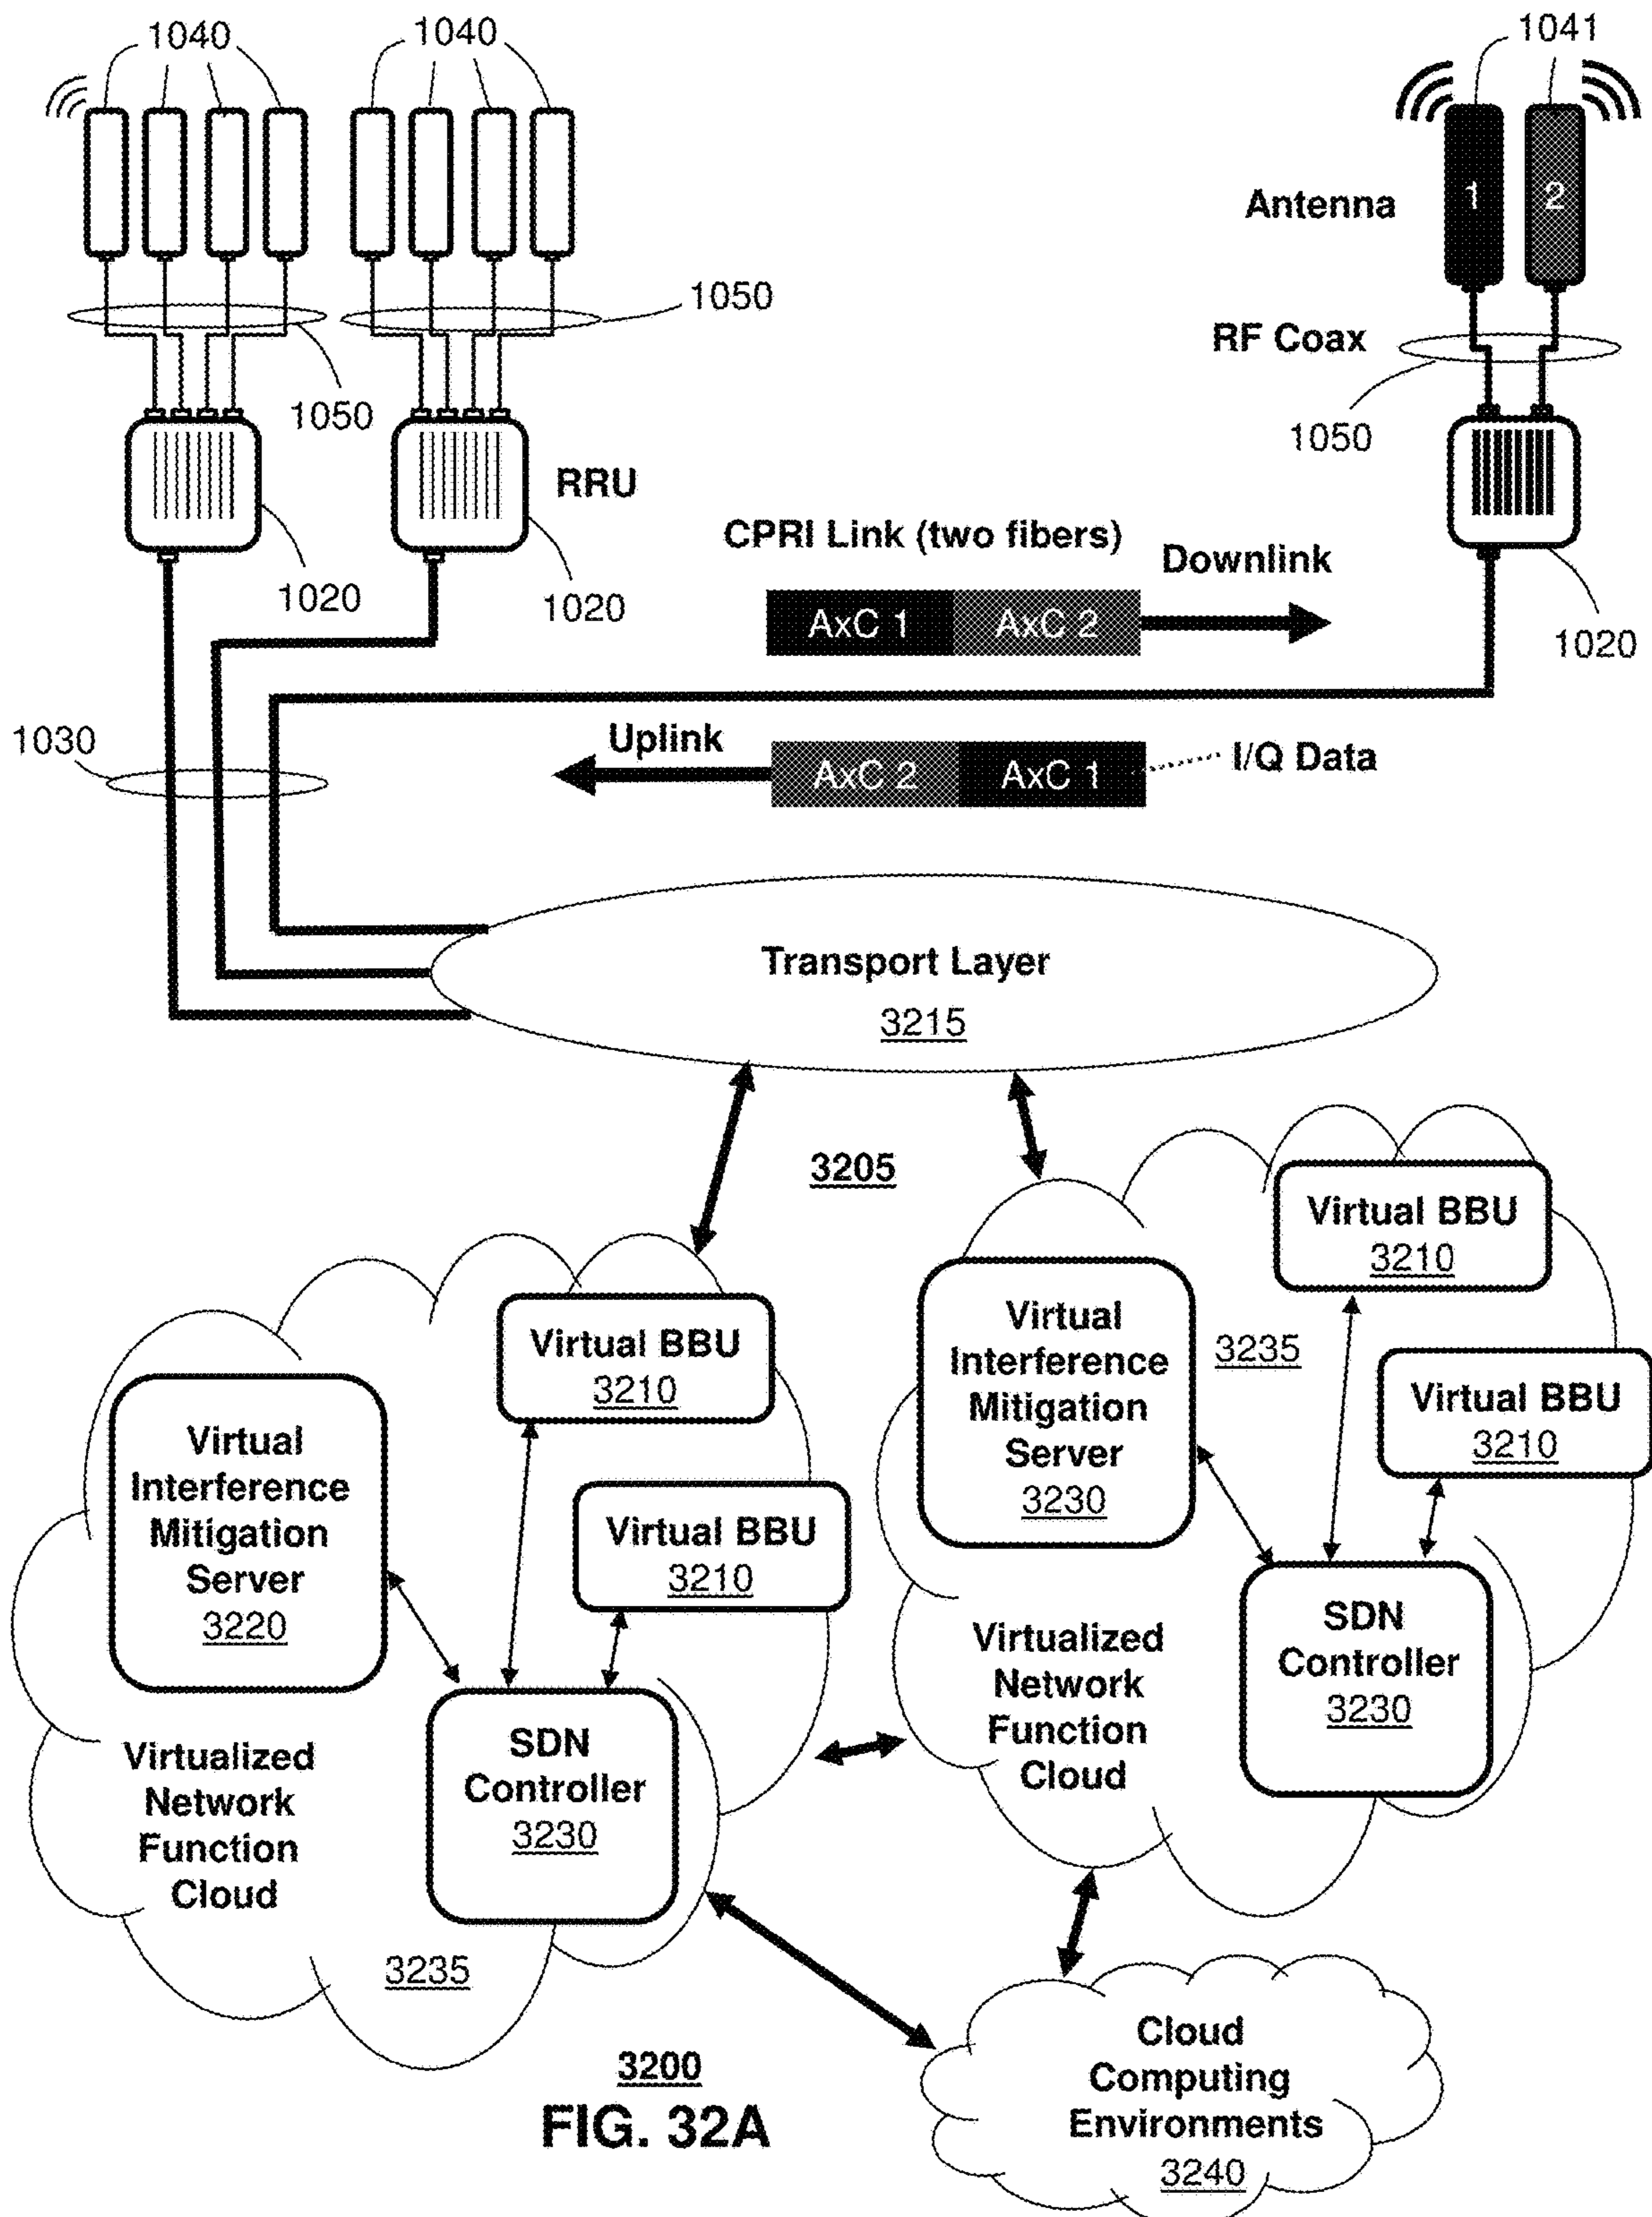 1040
1040
1041
1
2
Antenna
1050
RF Coax
1050
1050
RRU
CPRI Link (two fibers)
Downlink
1020
1020
AxC 1
AxC 2
1020
1030
Uplink
AxC 2
AxC 1
I/Q Data
Transport Layer
3215
3205
Virtual BBU
3210
Virtual
Interference
Mitigation
Server
3230
3235
Virtual BBU
3210
Virtual BBU
3210
Virtual
Interference
Mitigation
Server
3220
Virtual BBU
3210
SDN
Controller
3230
Virtualized
Network
Function
Cloud
SDN
Controller
3230
Virtualized
Network
Function
Cloud
3235
Cloud
Computing
Environments
3240
3200
FIG. 32A